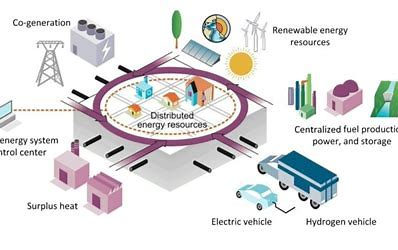 Co-generation
Renewable energy
resources
Distributed
energy resources
Centralized fuel production,
power, and storage
energy system
control center
Surplus heat
Electric vehicle
Hydrogen vehicle